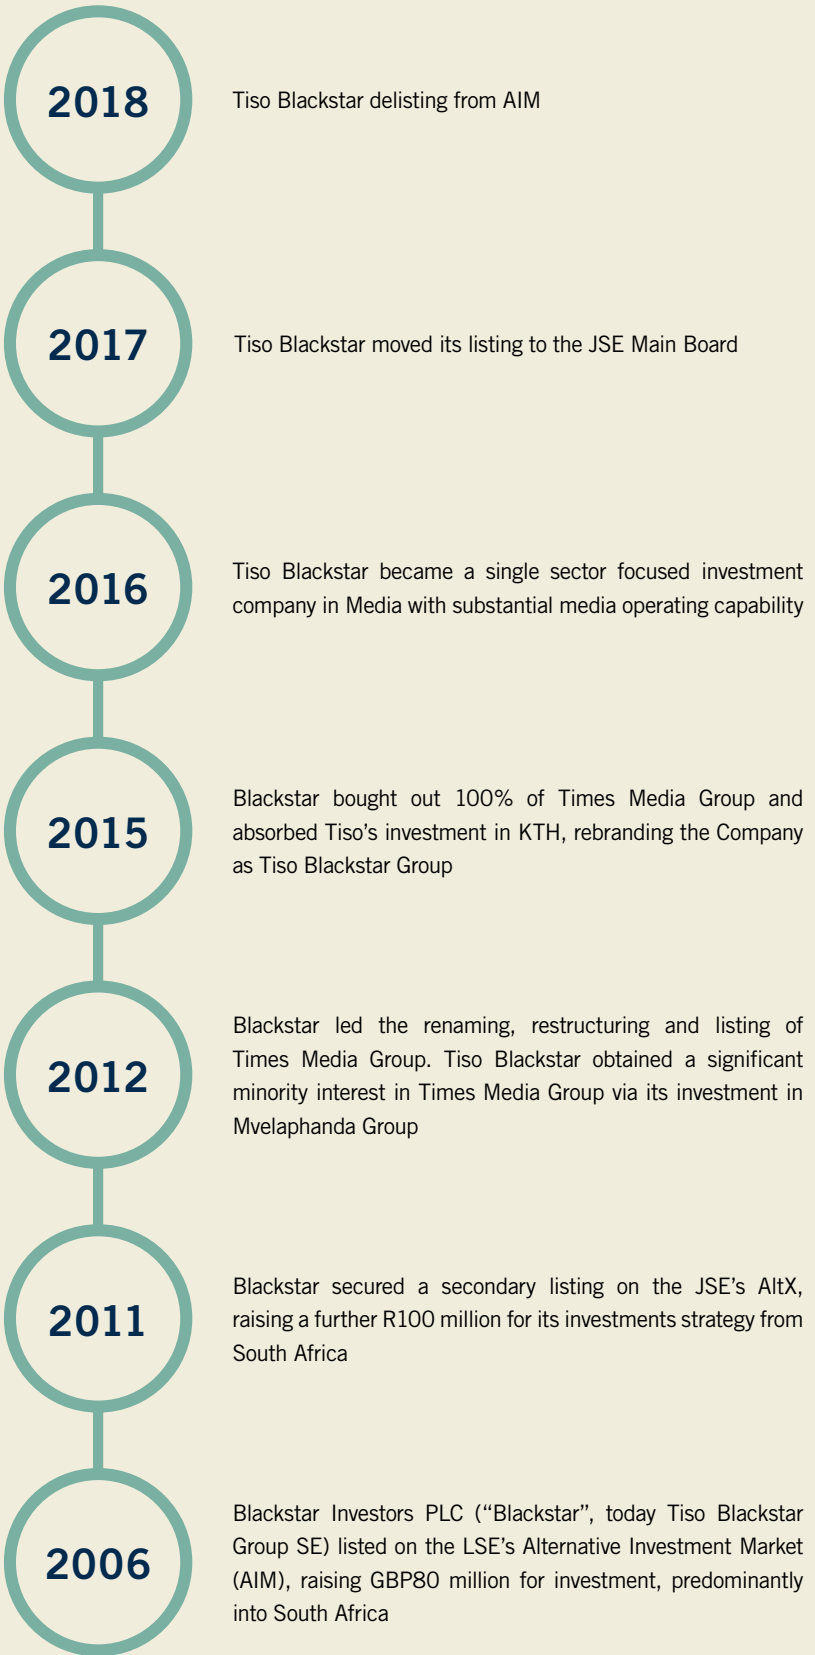 2018
Tiso Blackstar delisting from AIM
2017
Tiso Blackstar moved its listing to the JSE Main Board
2016
Tiso Blackstar became a single sector focused investment
company in Media with substantial media operating capability
2015
Blackstar bought out 100% of Times Media Group and
absorbed Tiso's investment in KTH, rebranding the Company
as Tiso Blackstar Group
2012
Blackstar led the renaming, restructuring and listing of
Times Media Group. Tiso Blackstar obtained a significant
minority interest in Times Media Group via its investment in
Mvelaphanda Group
2011
Blackstar secured a secondary listing on the JSE's AltX,
raising a further R100 million for its investments strategy from
South Africa
2006
Blackstar Investors PLC (“Blackstar”, today Tiso Blackstar
Group SE) listed on the LSE's Alternative Investment Market
(AIM), raising GBP80 million for investment, predominantly
into South Africa